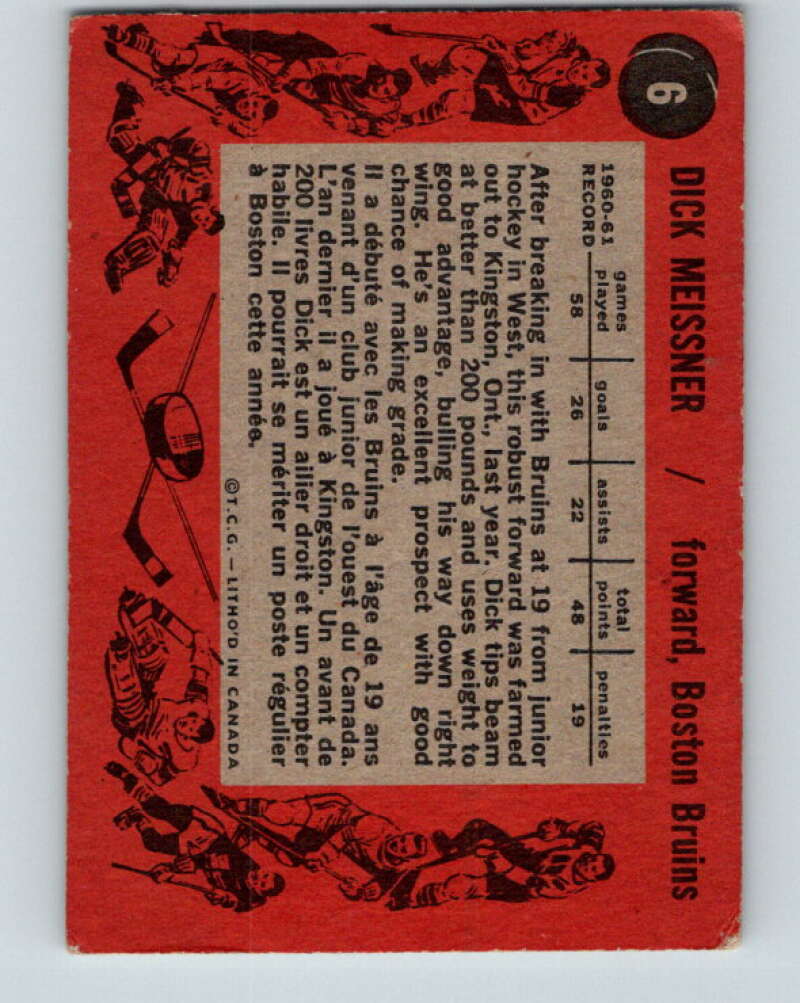 6
DICK MEISSNER / forward, Boston Bruins
1960-61 games total
RECORD played goals assists points penalties
58 26 22 48 19
After breaking in with Bruins at 19 from junior
hockey in West, this robust forward was farmed
out to Kingston, Ont., last year. Dick tips beam
at better than 200 pounds and uses weight to
good advantage, bulling his way down right
wing. He's an excellent prospect with good
chance of making grade.
Il a débuté avec les Bruins à l'âge de 19 ans
venant d'un club junior de l'ouest du Canada.
L'an dernier il a joué à Kingston. Un avant de
200 livres Dick est un ailier droit et un compter
habile. Il pourrait se mériter un poste régulier
à Boston cette année.
©T.C.G. — LITHO'D IN CANADA